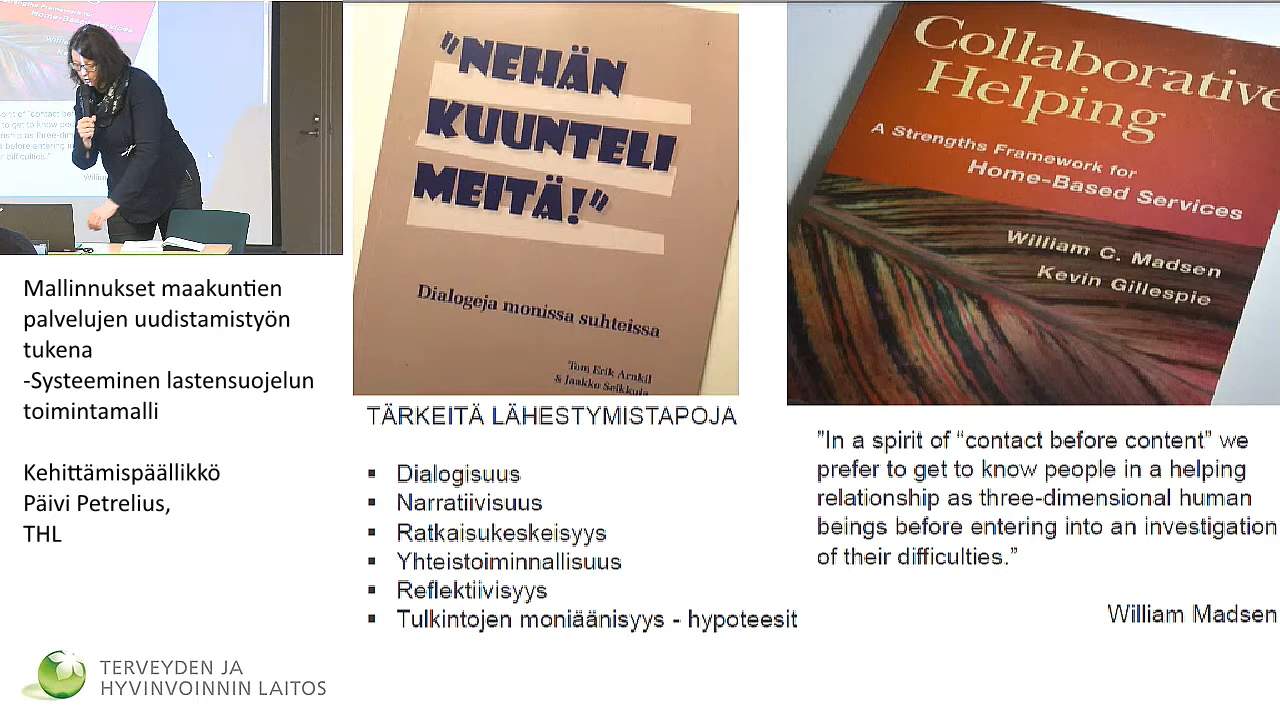 Mallinnukset maakuntien
palvelujen uudistamistyön
tukena
-Systeeminen lastensuojelun
toimintamalli
Kehittämispäällikkö
Päivi Petrelius,
THL
TERVEYDEN JA
HYVINVOINNIN LAITOS
"NEHÄN
KUUNTELI
MEITÄ!"
Dialogeja monissa suhteissa
Tom Erik Arnkil
& Jaakko Seikkula
TÄRKEITÄ LÄHESTYMISTAPOJA
▪ Dialogisuus
▪ Narratiivisuus
▪ Ratkaisukeskeisyys
▪ Yhteistoiminnallisuus
▪ Reflektiivisyys
▪ Tulkintojen moniäänisyys - hypoteesit
Collaborative
Helping
A Strengths Framework for
Home-Based Services
William C. Madsen
Kevin Gillespie
”In a spirit of “contact before content” we
prefer to get to know people in a helping
relationship as three-dimensional human
beings before entering into an investigation
of their difficulties.”
William Madsen